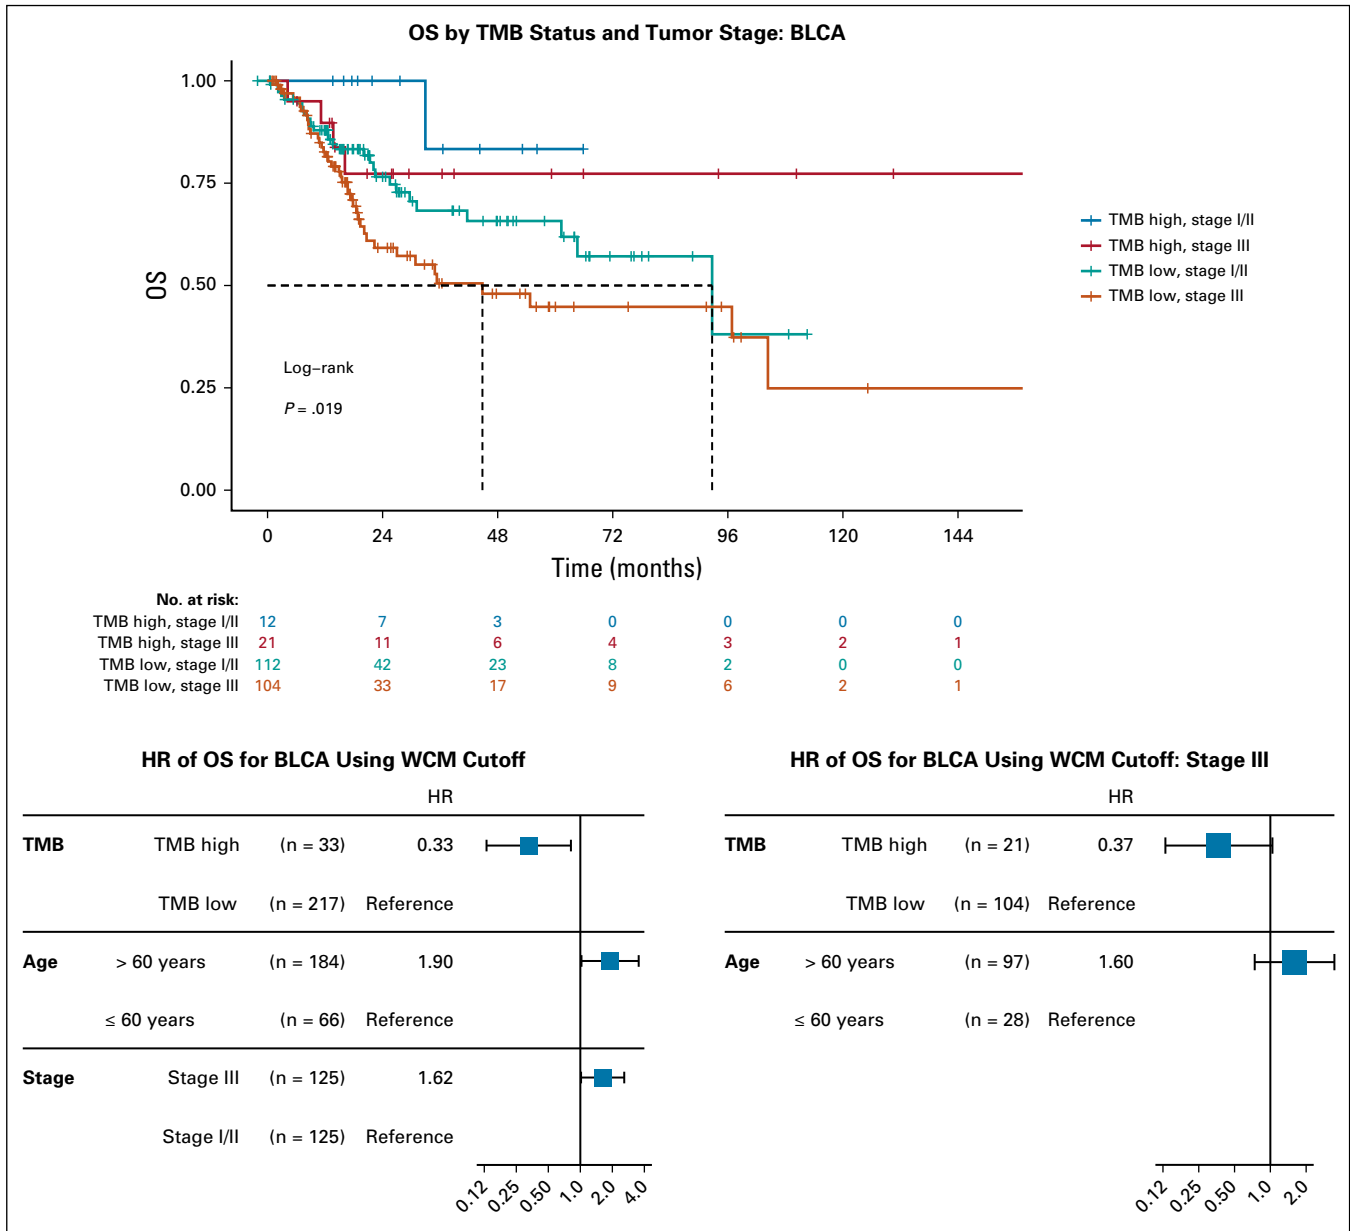 OS by TMB Status and Tumor Stage: BLCA
1.00
0.75
0.50
0.25
0.00
OS
Log–rank
P = .019
TMB high, stage I/II
TMB high, stage III
TMB low, stage I/II
TMB low, stage III
0 24 48 72 96 120 144
Time (months)
No. at risk:
TMB high, stage I/II 12 7 3 0 0 0 0
TMB high, stage III 21 11 6 4 3 2 1
TMB low, stage I/II 112 42 23 8 2 0 0
TMB low, stage III 104 33 17 9 6 2 1
HR of OS for BLCA Using WCM Cutoff
HR
TMB TMB high (n = 33) 0.33
TMB low (n = 217) Reference
Age > 60 years (n = 184) 1.90
≤ 60 years (n = 66) Reference
Stage Stage III (n = 125) 1.62
Stage I/II (n = 125) Reference
0.12 0.25 0.50 1.0 2.0 4.0
HR of OS for BLCA Using WCM Cutoff: Stage III
HR
TMB TMB high (n = 21) 0.37
TMB low (n = 104) Reference
Age > 60 years (n = 97) 1.60
≤ 60 years (n = 28) Reference
0.12 0.25 0.50 1.0 2.0